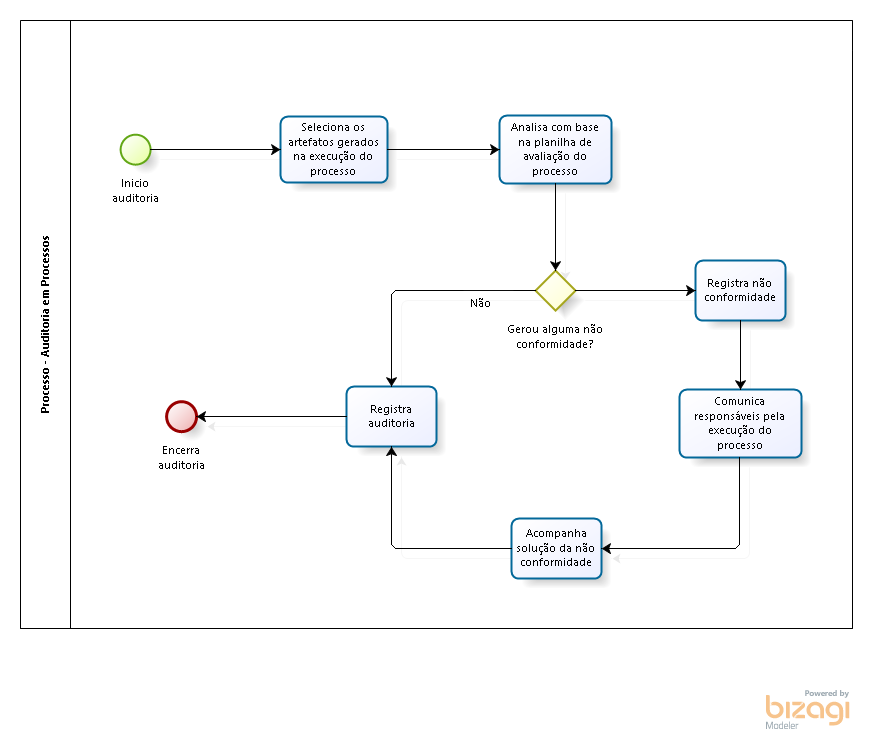 Processo - Auditoria em Processos
Inicio
auditoria
Seleciona os
artefatos gerados
na execução do
processo
Analisa com base
na planilha de
avaliação do
processo
Gerou alguma não
conformidade?
Não
Registra não
conformidade
Comunica
responsáveis pela
execução do
processo
Acompanha
solução da não
conformidade
Registra
auditoria
Encerra
auditoria
Powered by
bizagi
Modeler